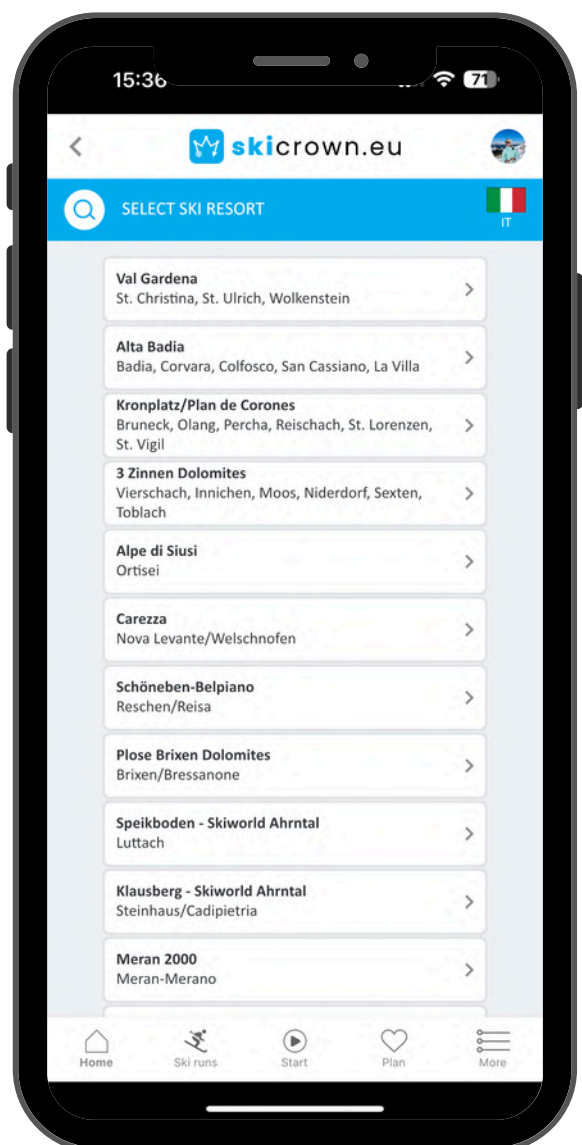 15:36
71
skicrown.eu
SELECT SKI RESORT
IT
Val Gardena
St. Christina, St. Ulrich, Wolkenstein
Alta Badia
Badia, Corvara, Colfosco, San Cassiano, La Villa
Kronplatz/Plan de Corones
Bruneck, Olang, Percha, Reischach, St. Lorenzen,
St. Vigil
3 Zinnen Dolomites
Vierschach, Innichen, Moos, Niderdorf, Sexten,
Toblach
Alpe di Siusi
Ortisei
Carezza
Nova Levante/Welschnofen
Schöneben-Belpiano
Reschen/Reisa
Plose Brixen Dolomites
Brixen/Bressanone
Speikboden - Skiworld Ahrntal
Luttach
Klausberg - Skiworld Ahrntal
Steinhaus/Cadipietria
Meran 2000
Meran-Merano
Home
Ski runs
Start
Plan
More